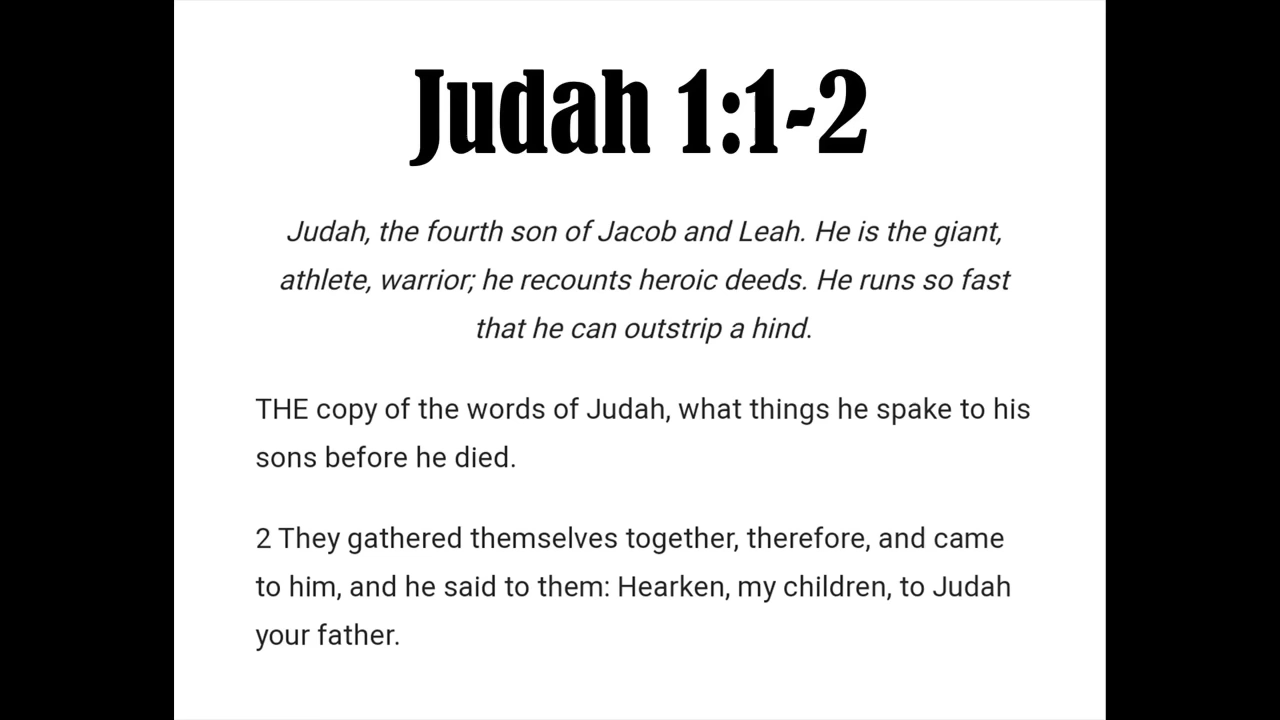 Judah 1:1-2
Judah, the fourth son of Jacob and Leah. He is the giant,
athlete, warrior; he recounts heroic deeds. He runs so fast
that he can outstrip a hind.
THE copy of the words of Judah, what things he spake to his
sons before he died.
2 They gathered themselves together, therefore, and came
to him, and he said to them: Hearken, my children, to Judah
your father.